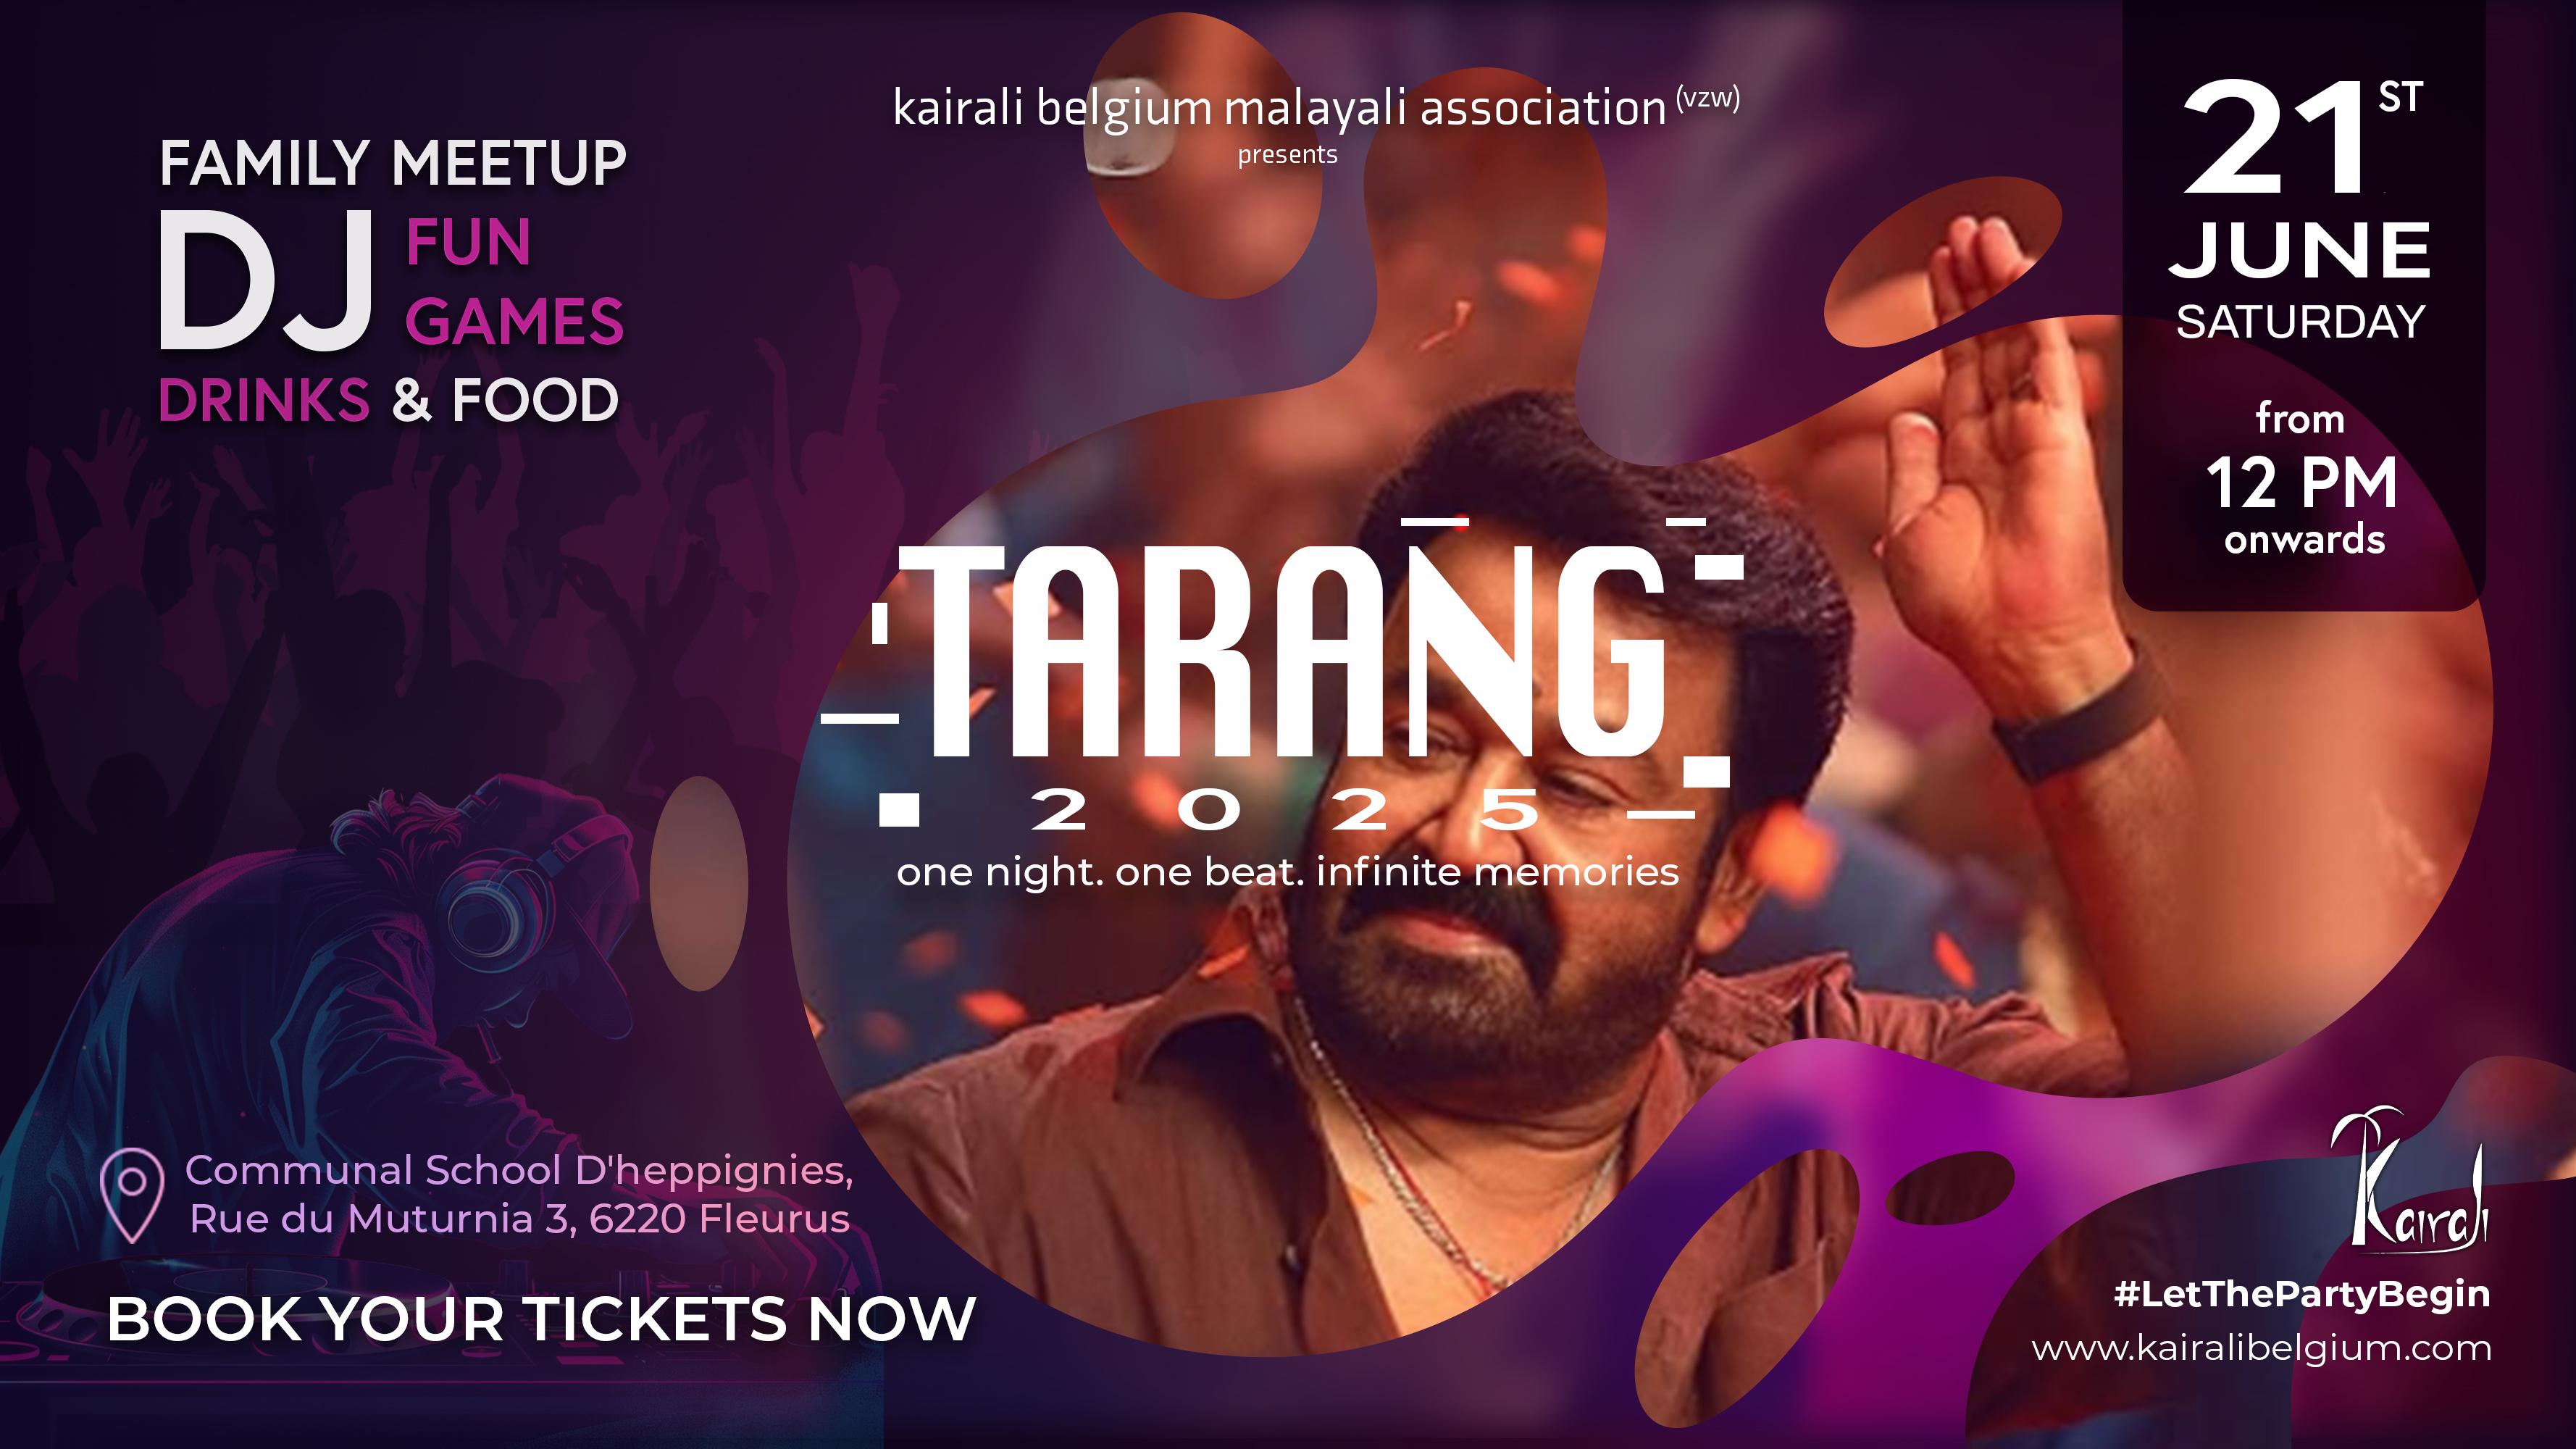 kairali belgium malayali association (vzw)
presents
FAMILY MEETUP
DJ FUN
GAMES
DRINKS & FOOD
21ST
JUNE
SATURDAY
from
12 PM
onwards
TARANG
2025
one night. one beat. infinite memories
Communal School D'heppignies,
Rue du Muturnia 3, 6220 Fleurus
BOOK YOUR TICKETS NOW
Kairali
#LetThePartyBegin
www.kairalibelgium.com